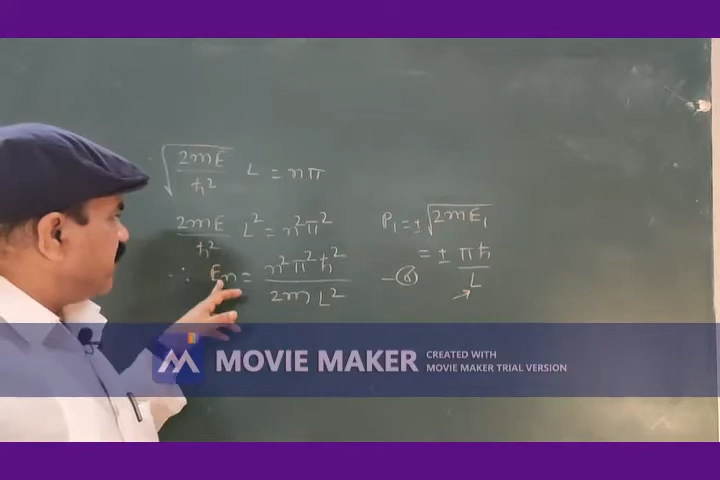 √(2mE/ħ²) L = nπ
2mE/ħ² L² = n²π²
∴ En = n²π²ħ²/2mL² —⑥
P₁ = ± √(2mE₁)
= ± πħ/L
MOVIE MAKER
CREATED WITH
MOVIE MAKER TRIAL VERSION